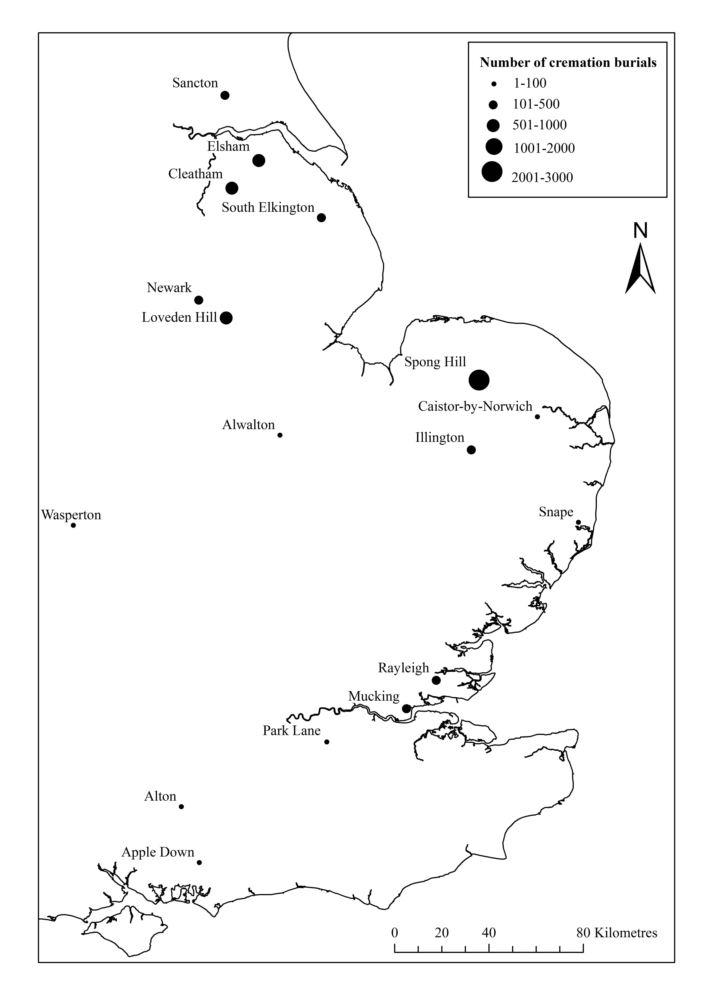 Number of cremation burials
1-100
101-500
501-1000
1001-2000
2001-3000
Sancton
Elsham
Cleatham
South Elkington
N
Newark
Loveden Hill
Spong Hill
Caistor-by-Norwich
Alwalton
Illington
Wasperton
Snape
Rayleigh
Mucking
Park Lane
Alton
Apple Down
0 20 40 80 Kilometres